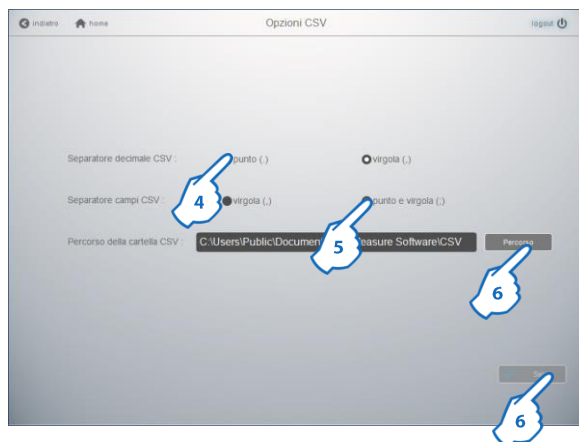 indietro home Opzioni CSV logout
Separatore decimale CSV : punto (.) virgola (,)
4
Separatore campi CSV : virgola (,) punto e virgola (;)
5
Percorso della cartella CSV : C:\Users\Public\Document easure Software\CSV Percorso
6
6